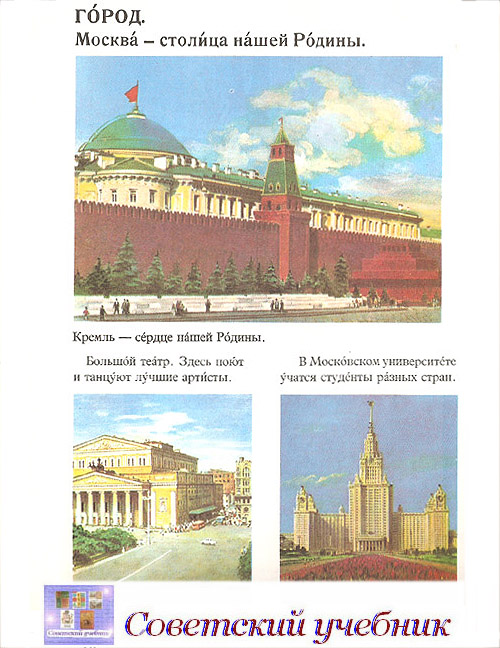 ГО́РОД.
Москва́ – столи́ца на́шей Ро́дины.
Кремль — се́рдце на́шей Ро́дины.
Большо́й теа́тр. Здесь пою́т
и танцу́ют лу́чшие арти́сты.
В Моско́вском университе́те
у́чатся студе́нты ра́зных стран.
Советский учебник
Советский учебник